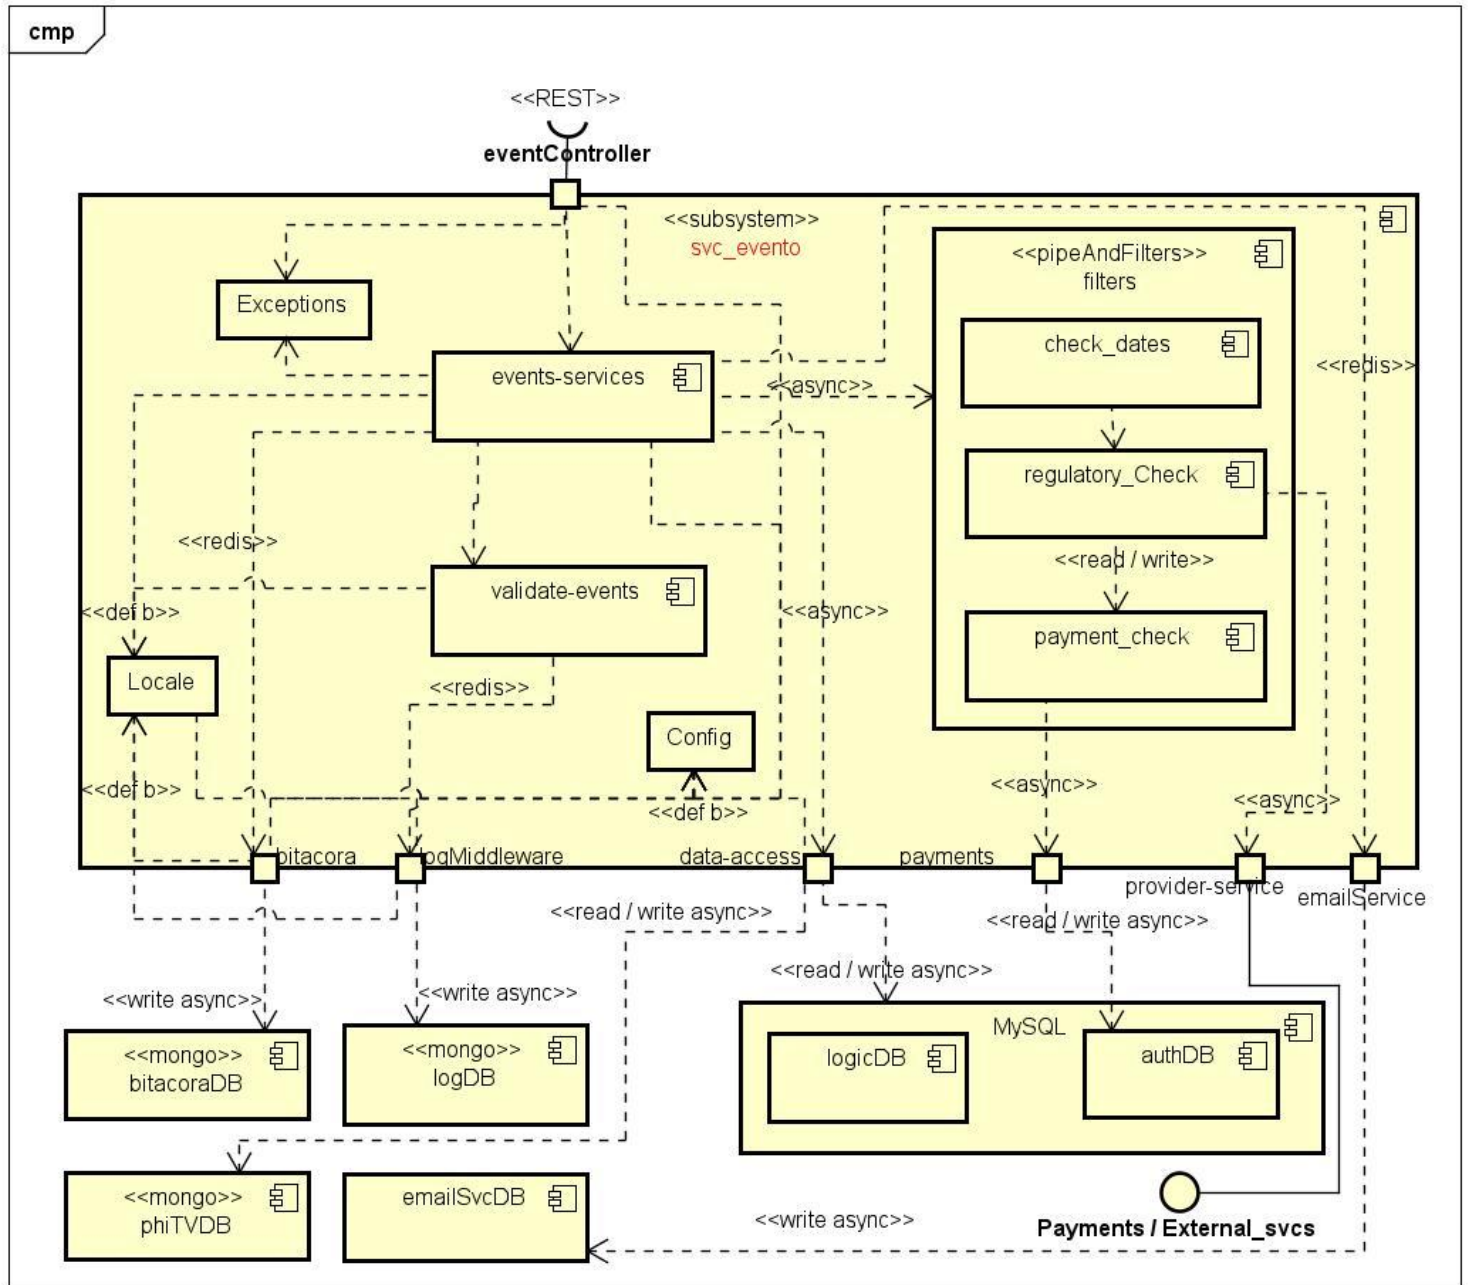 cmp
<<REST>>
eventController
<<subsystem>>
svc_evento
<<pipeAndFilters>>
filters
Exceptions
check_dates
<<redis>>
events-services
<<async>>
regulatory_Check
<<redis>>
<<read / write>>
validate-events
<<def b>>
<<async>>
payment_check
Locale
<<redis>>
Config
<<def b>>
<<async>>
<<async>>
<<def b>>
bitacora
logMiddleware
data-access
payments
provider-service
emailService
<<read / write async>>
<<read / write async>>
<<read / write async>>
<<write async>>
<<write async>>
MySQL
<<mongo>>
bitacoraDB
<<mongo>>
logDB
logicDB
authDB
<<mongo>>
phiTVDB
emailSvcDB
<<write async>>
Payments / External_svcs